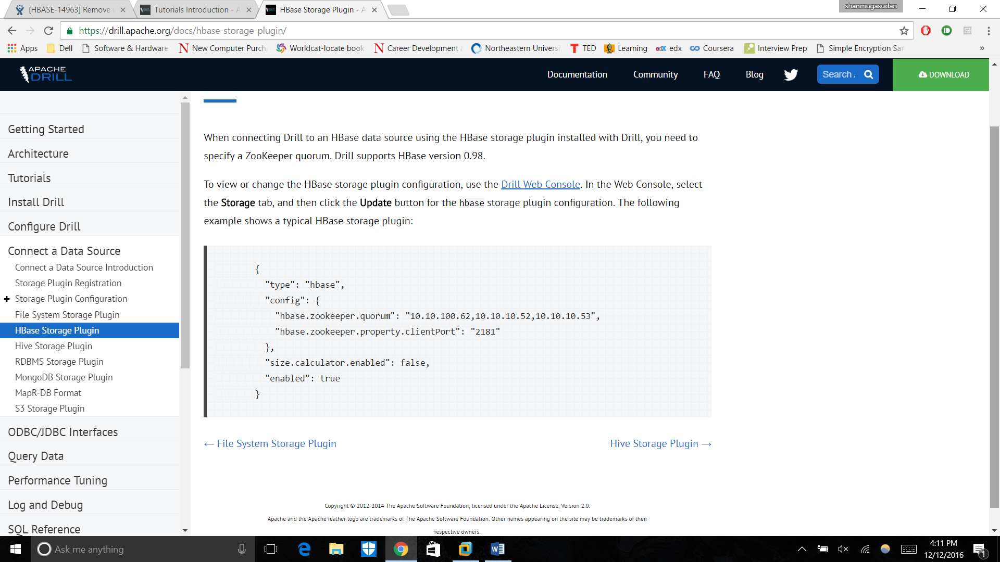 [HBASE-14963] Remove
Tutorials Introduction - A
HBase Storage Plugin - A
shanmugasudan
https://drill.apache.org/docs/hbase-storage-plugin/
Apps
Dell
Software & Hardware
New Computer Purch
Worldcat-locate book
Career Development a
Northeastern Universi
TED
Learning
edX edx
Coursera
Interview Prep
Simple Encryption Sar
»
APACHE
DRILL
Documentation
Community
FAQ
Blog
Search
DOWNLOAD
Getting Started
Architecture
Tutorials
Install Drill
Configure Drill
Connect a Data Source
Connect a Data Source Introduction
Storage Plugin Registration
+ Storage Plugin Configuration
File System Storage Plugin
HBase Storage Plugin
Hive Storage Plugin
RDBMS Storage Plugin
MongoDB Storage Plugin
MapR-DB Format
S3 Storage Plugin
ODBC/JDBC Interfaces
Query Data
Performance Tuning
Log and Debug
SQL Reference
When connecting Drill to an HBase data source using the HBase storage plugin installed with Drill, you need to
specify a ZooKeeper quorum. Drill supports HBase version 0.98.
To view or change the HBase storage plugin configuration, use the Drill Web Console. In the Web Console, select
the Storage tab, and then click the Update button for the hbase storage plugin configuration. The following
example shows a typical HBase storage plugin:
{
"type": "hbase",
"config": {
"hbase.zookeeper.quorum": "10.10.100.62,10.10.10.52,10.10.10.53",
"hbase.zookeeper.property.clientPort": "2181"
},
"size.calculator.enabled": false,
"enabled": true
}
← File System Storage Plugin
Hive Storage Plugin →
Copyright © 2012-2014 The Apache Software Foundation, licensed under the Apache License, Version 2.0.
Apache and the Apache feather logo are trademarks of The Apache Software Foundation. Other names appearing on the site may be trademarks of their
respective owners.
Ask me anything
4:11 PM
12/12/2016
1